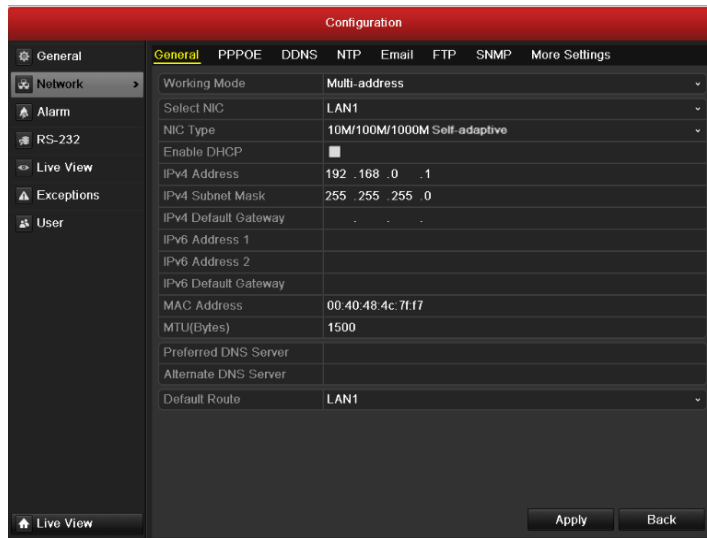 Configuration
General
Network
Alarm
RS-232
Live View
Exceptions
User
Live View
General PPPOE DDNS NTP Email FTP SNMP More Settings
Working Mode Multi-address
Select NIC LAN1
NIC Type 10M/100M/1000M Self-adaptive
Enable DHCP
IPv4 Address 192 .168 .0 .1
IPv4 Subnet Mask 255 .255 .255 .0
IPv4 Default Gateway . . .
IPv6 Address 1
IPv6 Address 2
IPv6 Default Gateway
MAC Address 00:40:48:4c:7f:f7
MTU(Bytes) 1500
Preferred DNS Server
Alternate DNS Server
Default Route LAN1
Apply Back